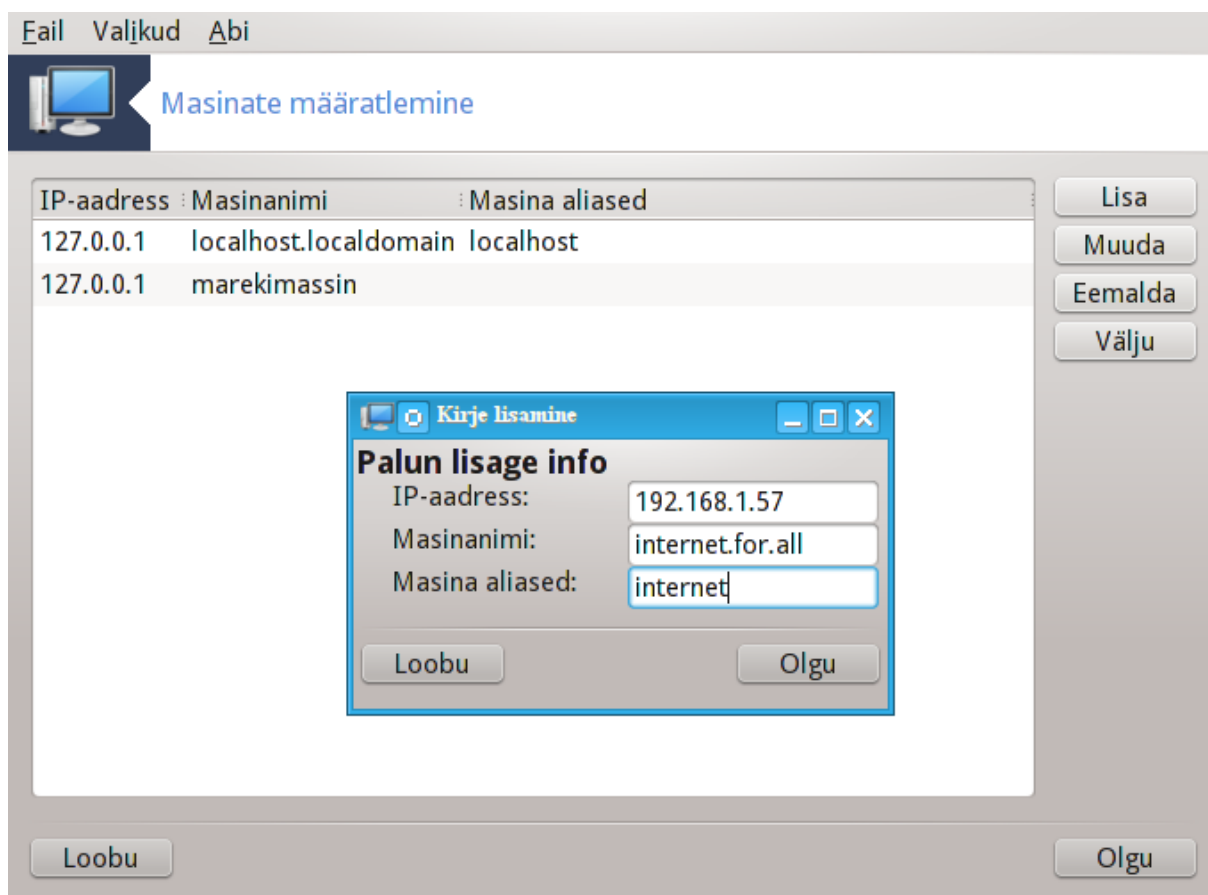 Fail Valikud Abi
Masinate määratlemine
IP-aadress Masinanimi Masina aliased
127.0.0.1 localhost.localdomain localhost
127.0.0.1 marekimassin
Lisa
Muuda
Eemalda
Välju
Kirje lisamine
Palun lisage info
IP-aadress: 192.168.1.57
Masinanimi: internet.for.all
Masina aliased: internet
Loobu Olgu
Loobu Olgu